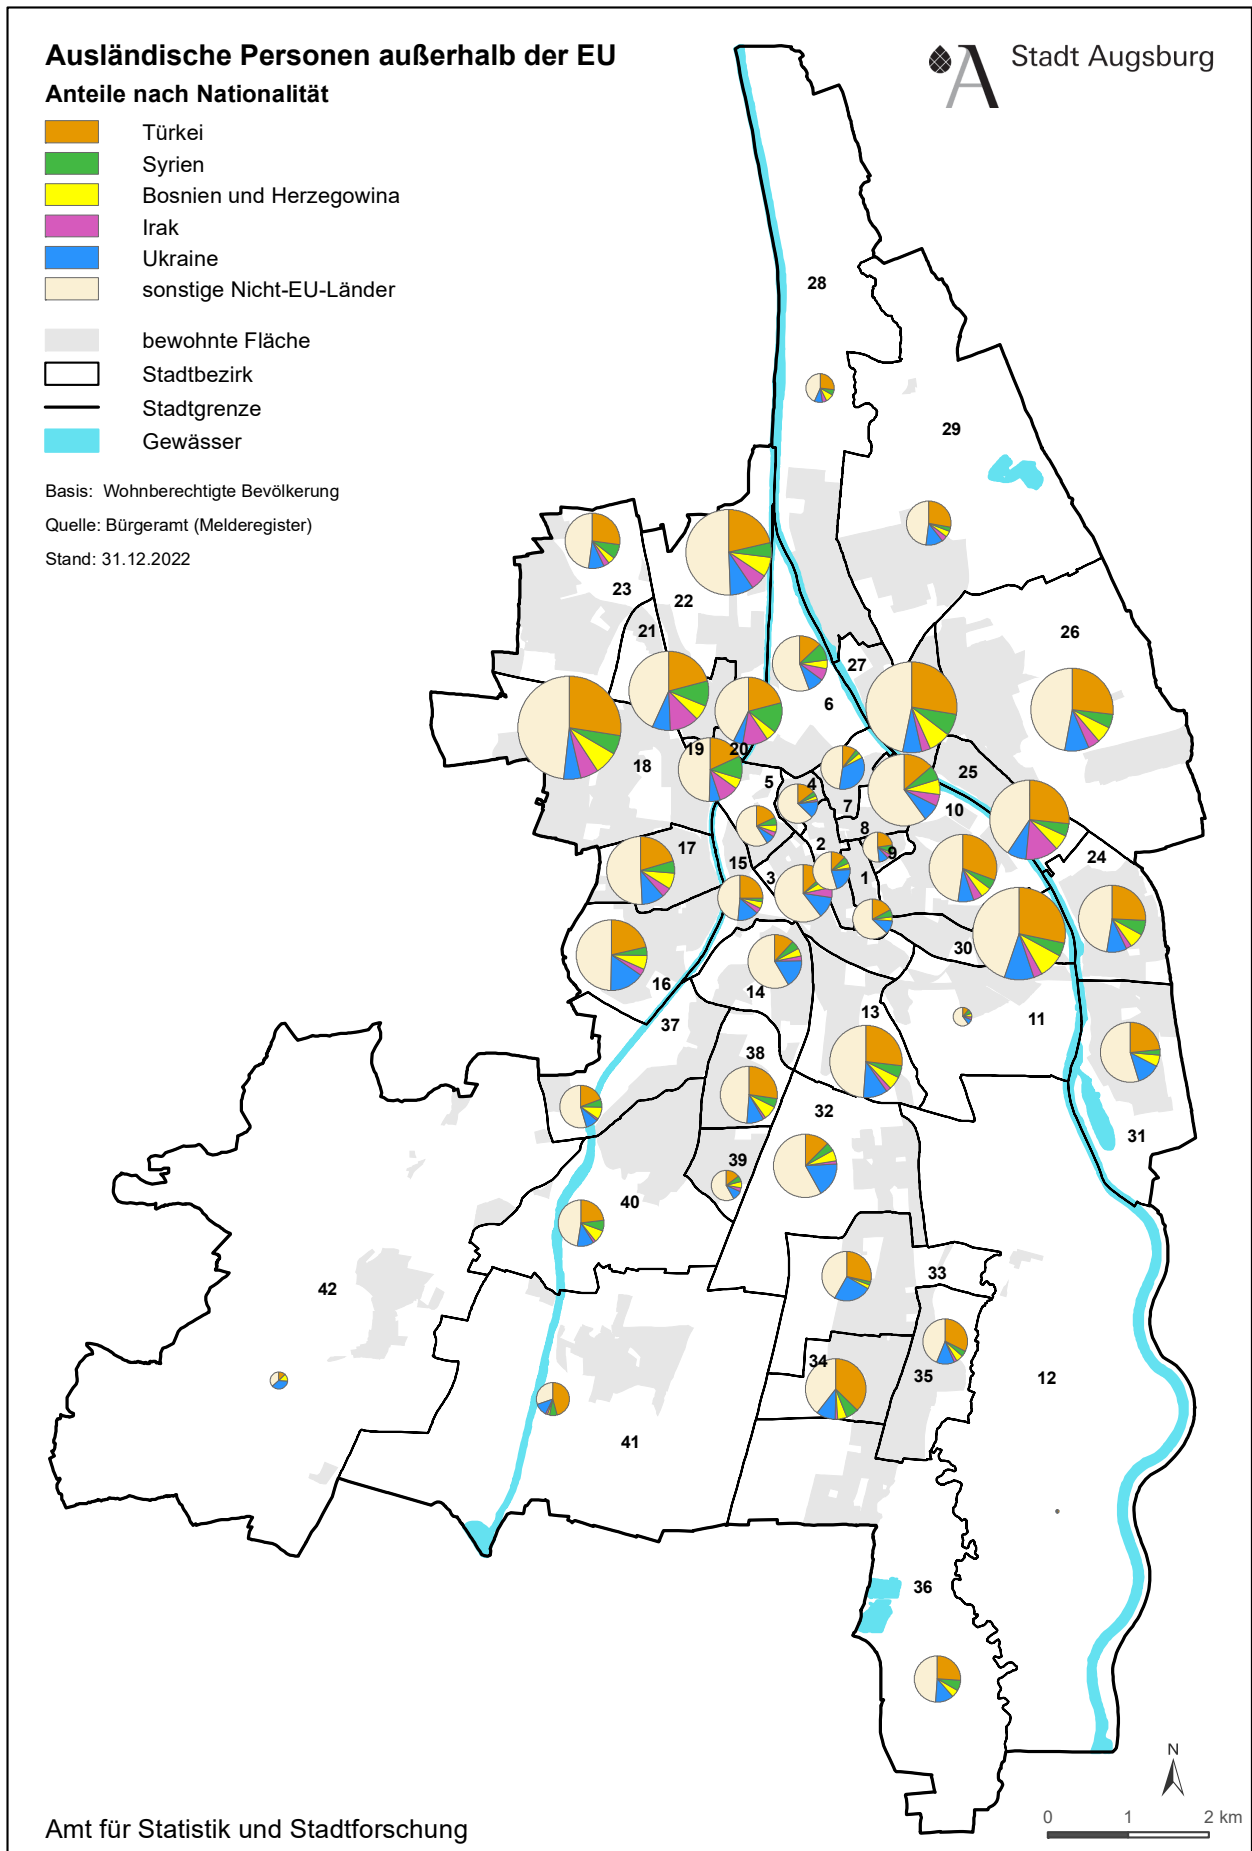 Ausländische Personen außerhalb der EU
Stadt Augsburg
Anteile nach Nationalität
Türkei
Syrien
Bosnien und Herzegowina
Irak
Ukraine
sonstige Nicht-EU-Länder
bewohnte Fläche
Stadtbezirk
Stadtgrenze
Gewässer
Basis: Wohnberechtigte Bevölkerung
Quelle: Bürgeramt (Melderegister)
Stand: 31.12.2022
28
29
23
22
21
26
27
6
19
20
18
5
4
25
7
10
8
2
17
15
3
9
1
24
30
16
14
13
11
37
38
32
31
39
40
33
42
34
35
12
41
36
N
0 1 2 km
Amt für Statistik und Stadtforschung